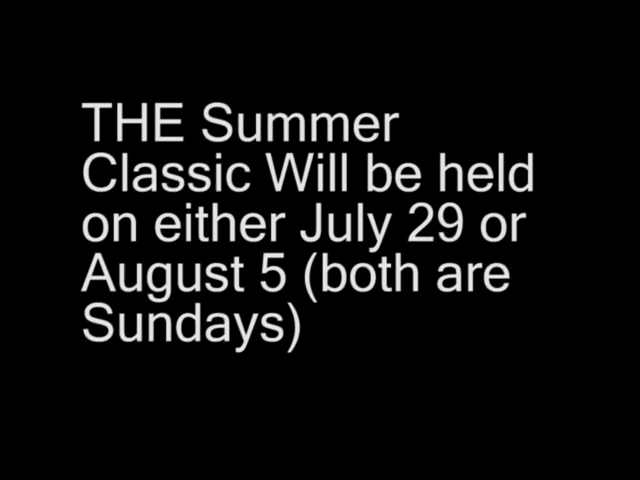 THE Summer
Classic Will be held
on either July 29 or
August 5 (both are
Sundays)